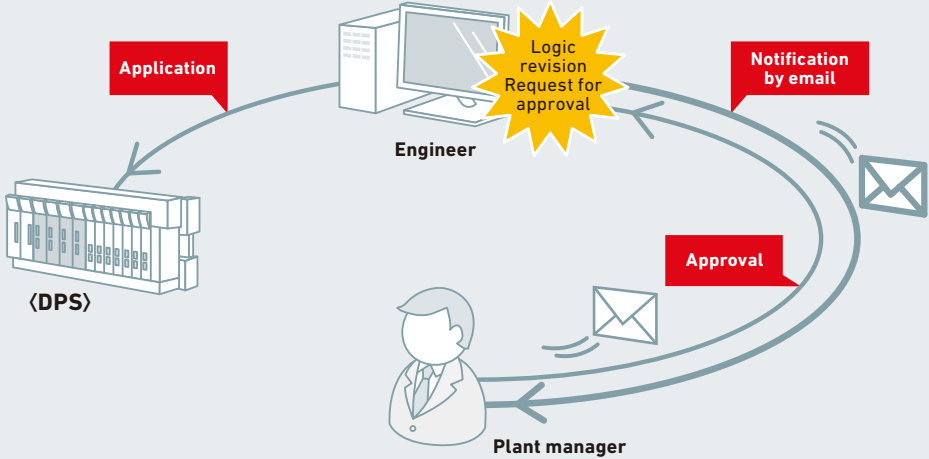 Application
Logic
revision
Request for
approval
Notification
by email
Engineer
Approval
〈DPS〉
Plant manager